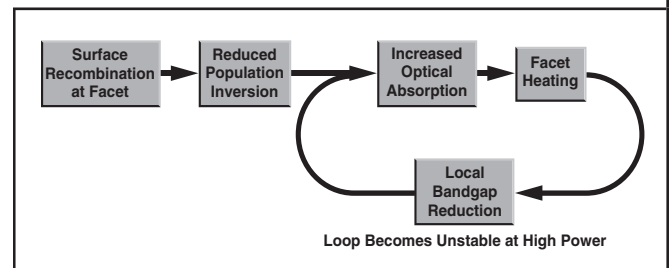 Surface
Recombination
at Facet
Reduced
Population
Inversion
Increased
Optical
Absorption
Facet
Heating
Local
Bandgap
Reduction
Loop Becomes Unstable at High Power